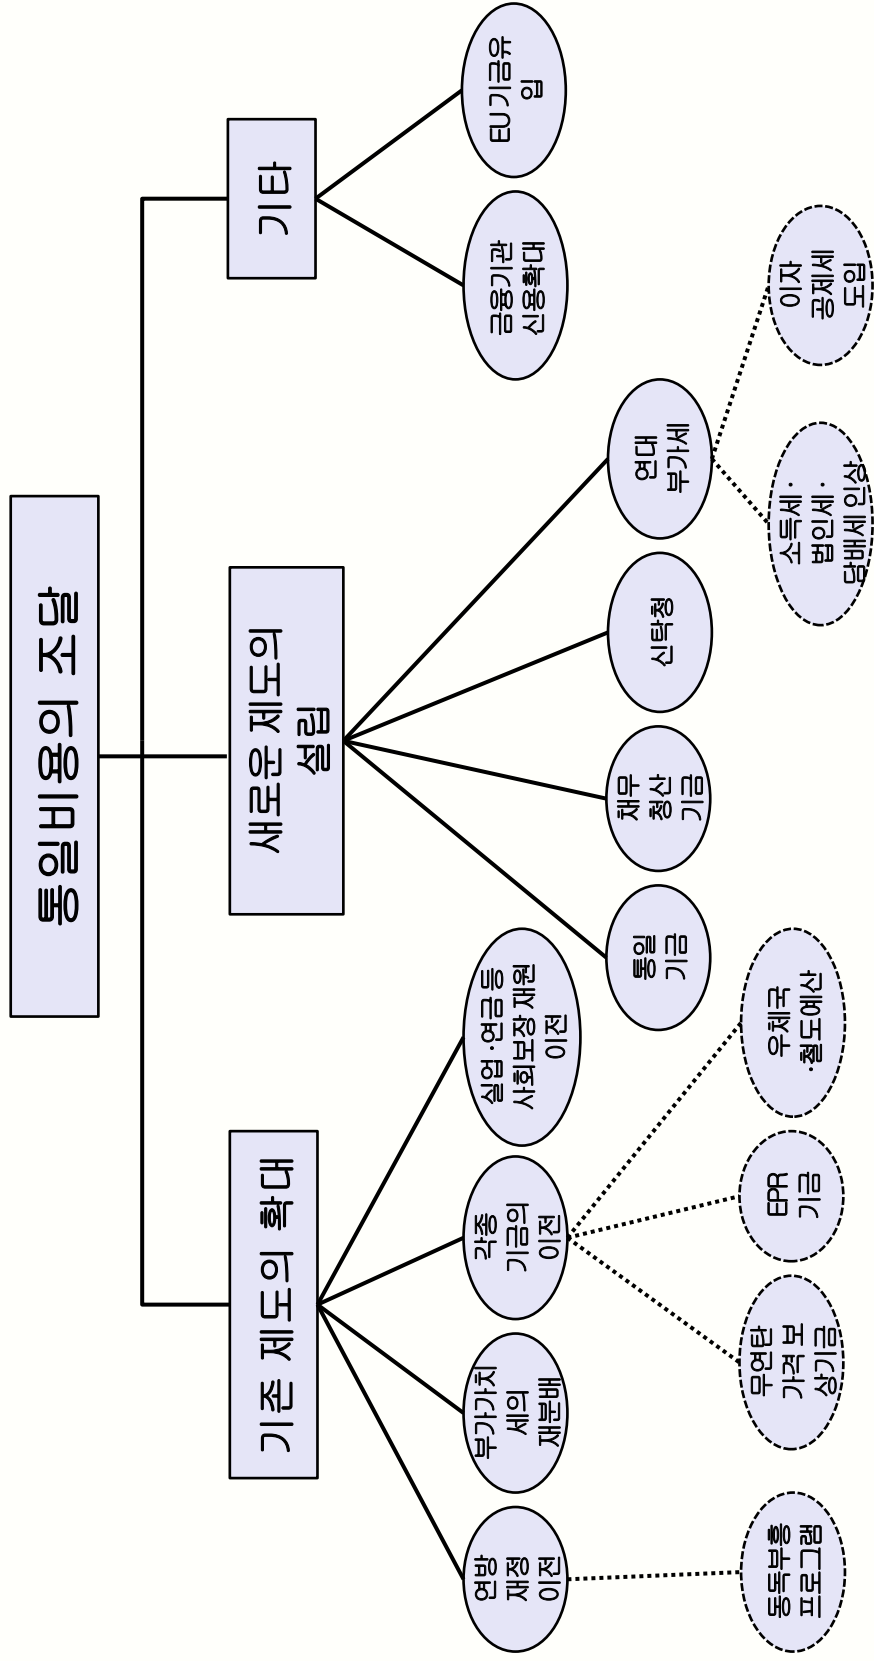 통일비용의 조달
기존 제도의 확대
새로운 제도의
설립
기타
연방
재정
이전
부가가치
세의
재분배
각종
기금의
이전
실업 ·연금 등
사회보장 재원
이전
통일
기금
채무
청산
기금
신탁청
연대
부가세
금융기관
신용확대
EU기금유
입
동독부흥
프로그램
무연탄
가격 보
상기금
EPR
기금
우체국
·철도예산
소득세 ·
법인세 ·
담배세 인상
이자
공제세
도입